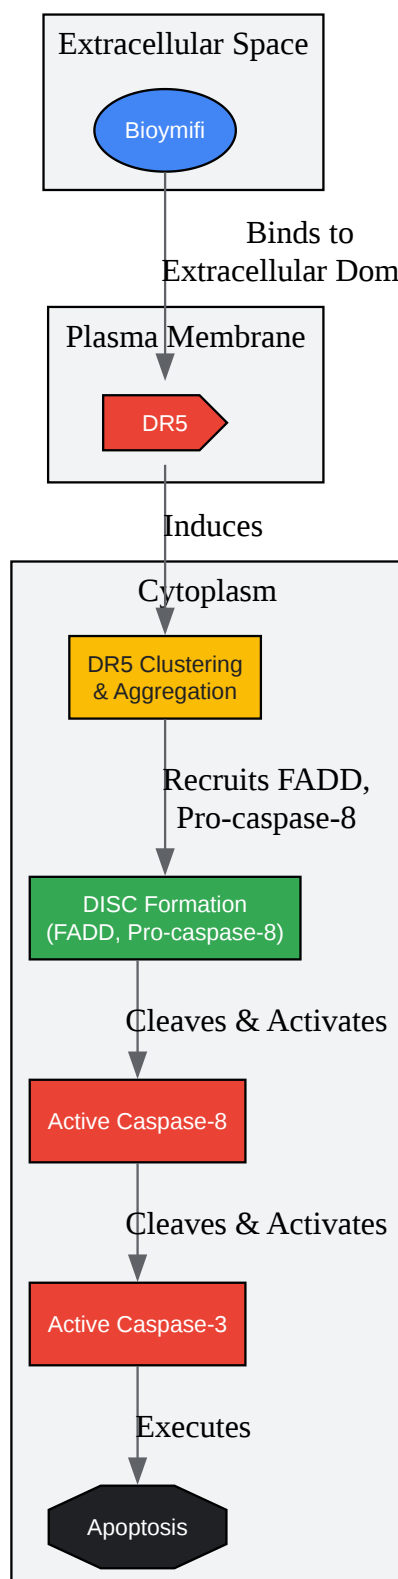 Extracellular Space
Bioymifi
Binds to
Extracellular Dom
Plasma Membrane
DR5
Induces
Cytoplasm
DR5 Clustering
& Aggregation
Recruits FADD,
Pro-caspase-8
DISC Formation
(FADD, Pro-caspase-8)
Cleaves & Activates
Active Caspase-8
Cleaves & Activates
Active Caspase-3
Executes
Apoptosis